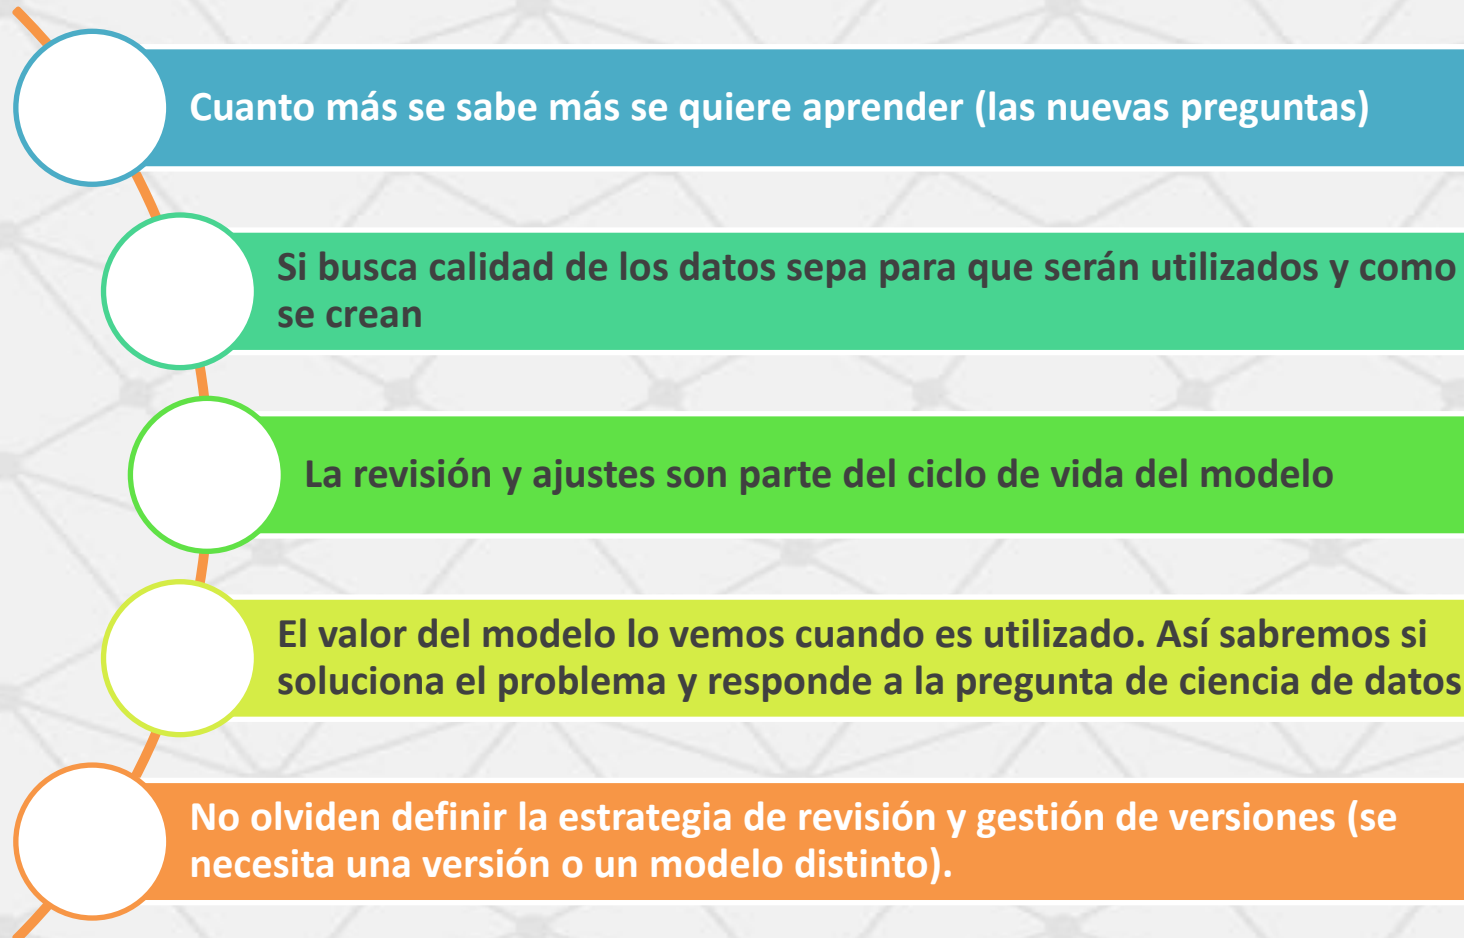 Cuanto más se sabe más se quiere aprender (las nuevas preguntas)
Si busca calidad de los datos sepa para que serán utilizados y como
se crean
La revisión y ajustes son parte del ciclo de vida del modelo
El valor del modelo lo vemos cuando es utilizado. Así sabremos si
soluciona el problema y responde a la pregunta de ciencia de datos
No olviden definir la estrategia de revisión y gestión de versiones (se
necesita una versión o un modelo distinto).